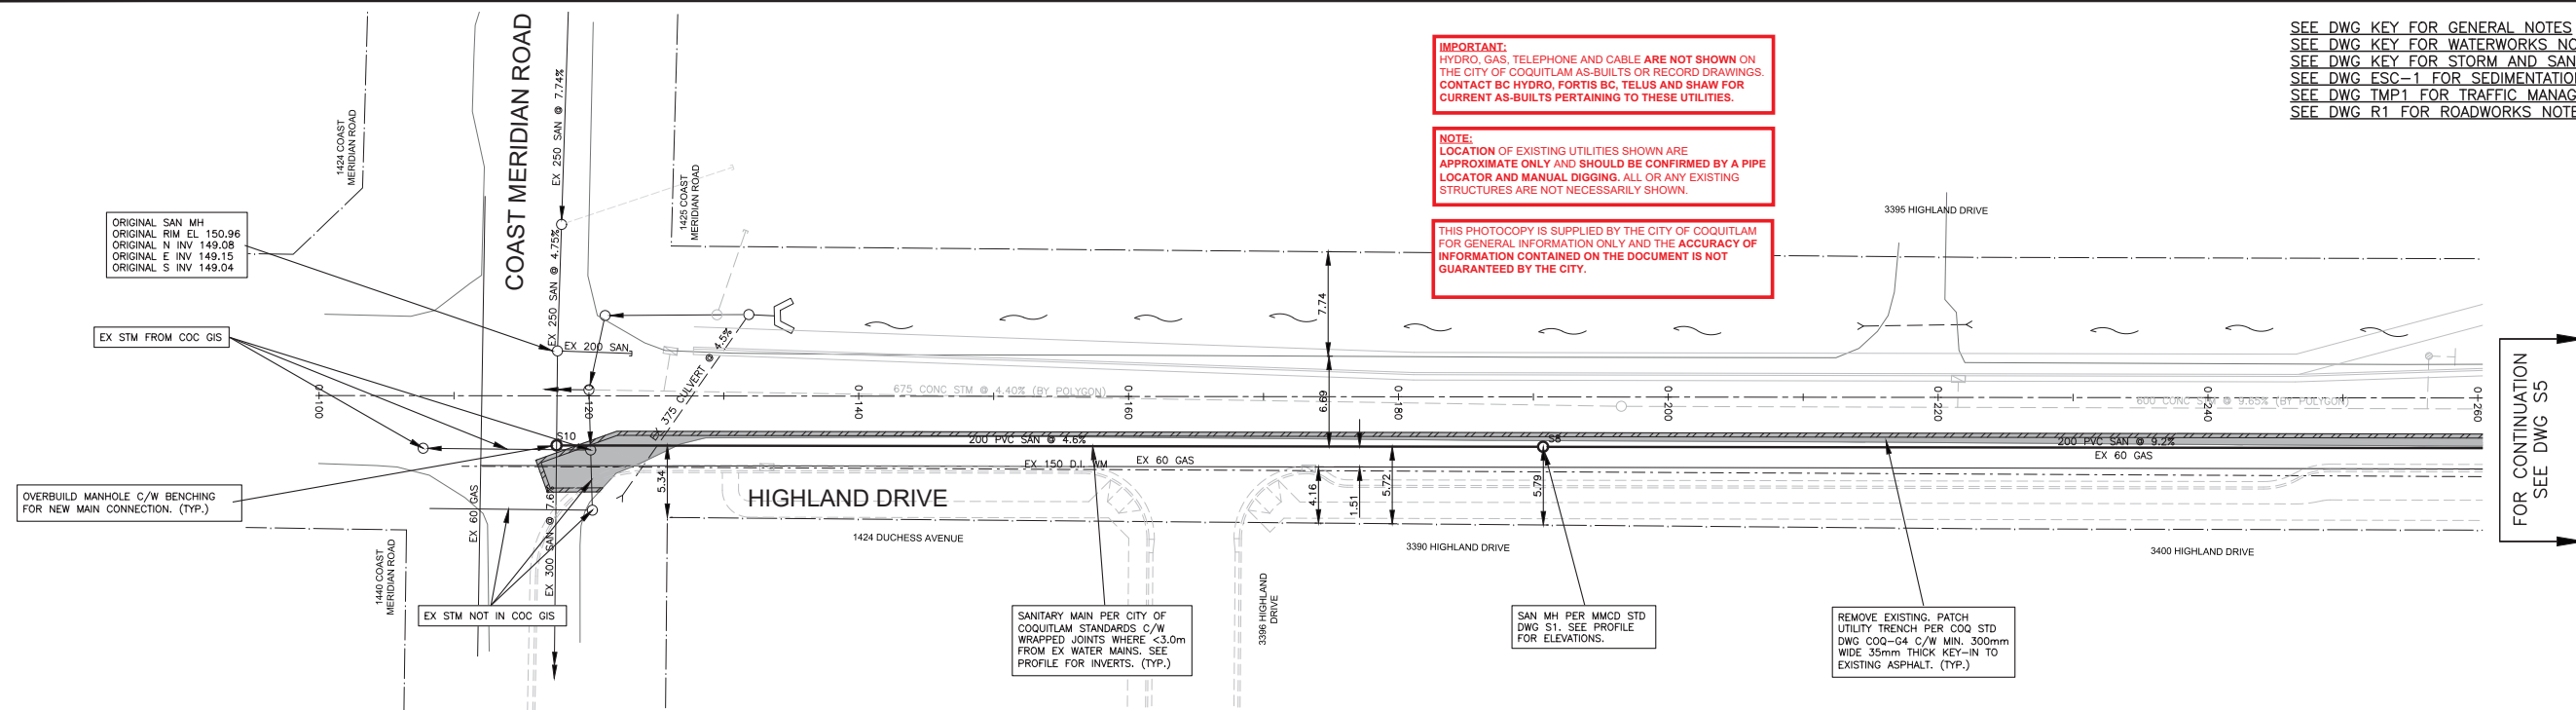 SEE DWG KEY FOR GENERAL NOTES
SEE DWG KEY FOR WATERWORKS NO
SEE DWG KEY FOR STORM AND SAN
SEE DWG ESC-1 FOR SEDIMENTATIO
SEE DWG TMP1 FOR TRAFFIC MANAG
SEE DWG R1 FOR ROADWORKS NOTE
IMPORTANT:
HYDRO, GAS, TELEPHONE AND CABLE ARE NOT SHOWN ON
THE CITY OF COQUITLAM AS-BUILTS OR RECORD DRAWINGS.
CONTACT BC HYDRO, FORTIS BC, TELUS AND SHAW FOR
CURRENT AS-BUILTS PERTAINING TO THESE UTILITIES.
NOTE:
LOCATION OF EXISTING UTILITIES SHOWN ARE
APPROXIMATE ONLY AND SHOULD BE CONFIRMED BY A PIPE
LOCATOR AND MANUAL DIGGING. ALL OR ANY EXISTING
STRUCTURES ARE NOT NECESSARILY SHOWN.
THIS PHOTOCOPY IS SUPPLIED BY THE CITY OF COQUITLAM
FOR GENERAL INFORMATION ONLY AND THE ACCURACY OF
INFORMATION CONTAINED ON THE DOCUMENT IS NOT
GUARANTEED BY THE CITY.
COAST MERIDIAN ROAD
EX 250 SAN @ 7.74%
EX 250 SAN @ 4.75%
1424 COAST
MERIDIAN ROAD
1425 COAST
MERIDIAN ROAD
ORIGINAL SAN MH
ORIGINAL RIM EL 150.96
ORIGINAL N INV 149.08
ORIGINAL E INV 149.15
ORIGINAL S INV 149.04
EX STM FROM COC GIS
EX 200 SAN
EX 375 CULVERT @ 4.5%
3395 HIGHLAND DRIVE
7.74
6.69
675 CONC STM @ 4.40% (BY POLYGON)
600 CONC STM @ 9.65% (BY POLYGON)
0-100
0-120
0-140
0-160
0-180
0-200
0-220
0-240
0-260
S10
200 PVC SAN @ 4.6%
S8
200 PVC SAN @ 9.2%
EX 150 D.I. WM
EX 60 GAS
EX 60 GAS
FOR CONTINUATION
SEE DWG S5
OVERBUILD MANHOLE C/W BENCHING
FOR NEW MAIN CONNECTION. (TYP.)
EX 60 GAS
EX 300 SAN @ 7.6%
5.34
HIGHLAND DRIVE
4.16
1.51
5.72
5.79
1424 DUCHESS AVENUE
3390 HIGHLAND DRIVE
3400 HIGHLAND DRIVE
1440 COAST
MERIDIAN ROAD
3396 HIGHLAND
DRIVE
EX STM NOT IN COC GIS
SANITARY MAIN PER CITY OF
COQUITLAM STANDARDS C/W
WRAPPED JOINTS WHERE <3.0m
FROM EX WATER MAINS. SEE
PROFILE FOR INVERTS. (TYP.)
SAN MH PER MMCD STD
DWG S1. SEE PROFILE
FOR ELEVATIONS.
REMOVE EXISTING. PATCH
UTILITY TRENCH PER COQ STD
DWG COQ-G4 C/W MIN. 300mm
WIDE 35mm THICK KEY-IN TO
EXISTING ASPHALT. (TYP.)